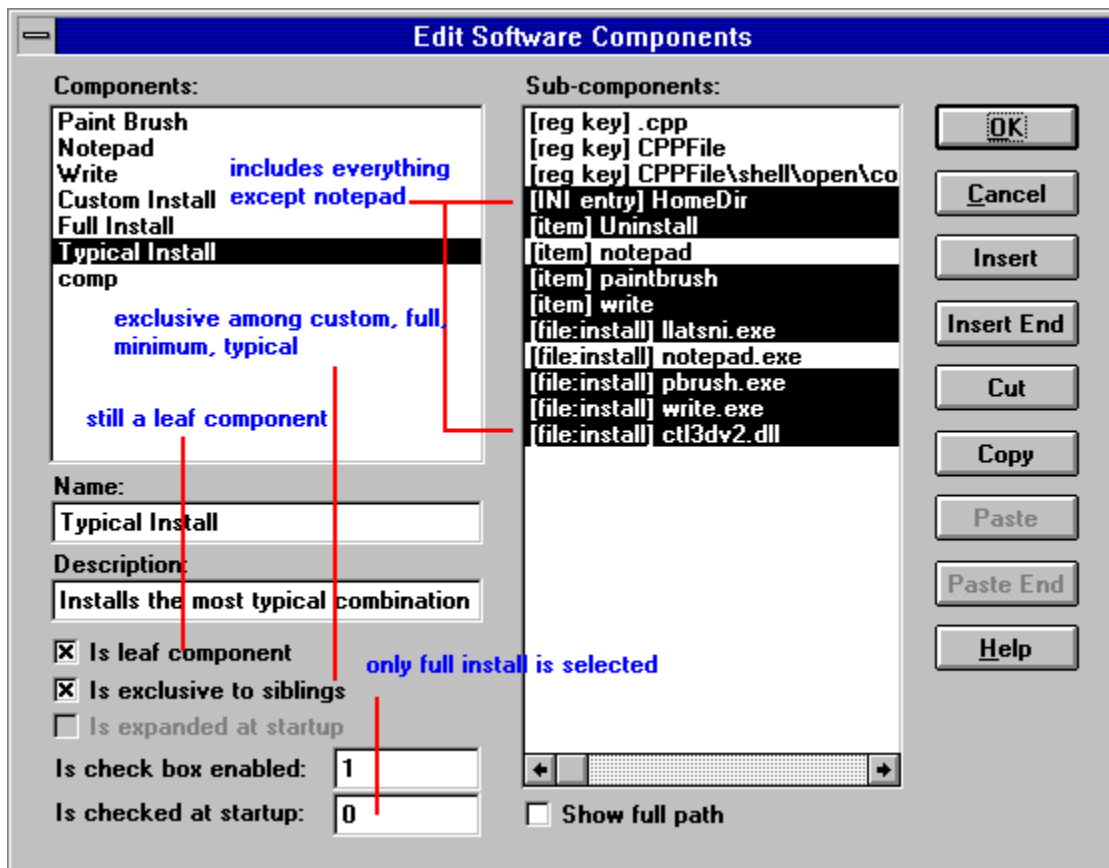 Edit Software Components
Components:
Paint Brush
Notepad
Write
Custom Install
Full Install
Typical Install
comp
includes everything
except notepad
exclusive among custom, full,
minimum, typical
still a leaf component
Name:
Typical Install
Description:
Installs the most typical combination
Is leaf component
Is exclusive to siblings
Is expanded at startup
only full install is selected
Is check box enabled:
1
Is checked at startup:
0
Sub-components:
[reg key] .cpp
[reg key] CPPFile
[reg key] CPPFile\shell\open\co
[INI entry] HomeDir
[item] Uninstall
[item] notepad
[item] paintbrush
[item] write
[file:install] llatsni.exe
[file:install] notepad.exe
[file:install] pbrush.exe
[file:install] write.exe
[file:install] ctl3dv2.dll
Show full path
OK
Cancel
Insert
Insert End
Cut
Copy
Paste
Paste End
Help